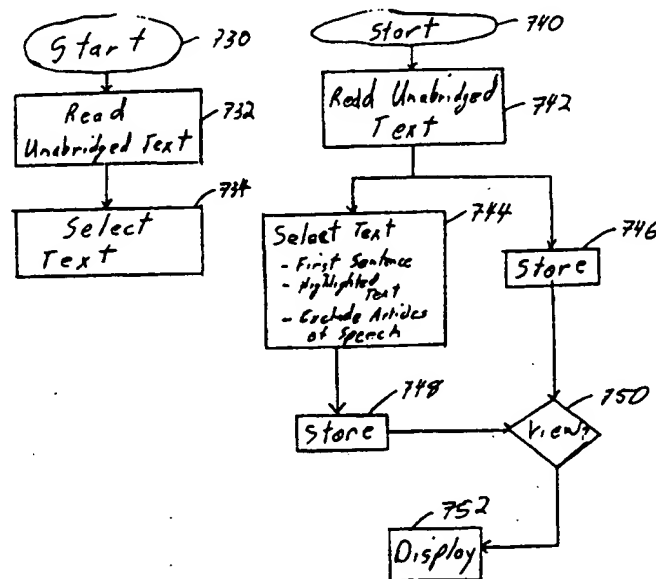 Start
730
Read
Unabridged Text
732
Select
Text
734
Start
740
Read Unabridged
Text
742
Select Text
- First Sentence
- Highlighted
Text
- Exclude Articles
of Speech
744
Store
746
Store
748
View?
750
Display
752